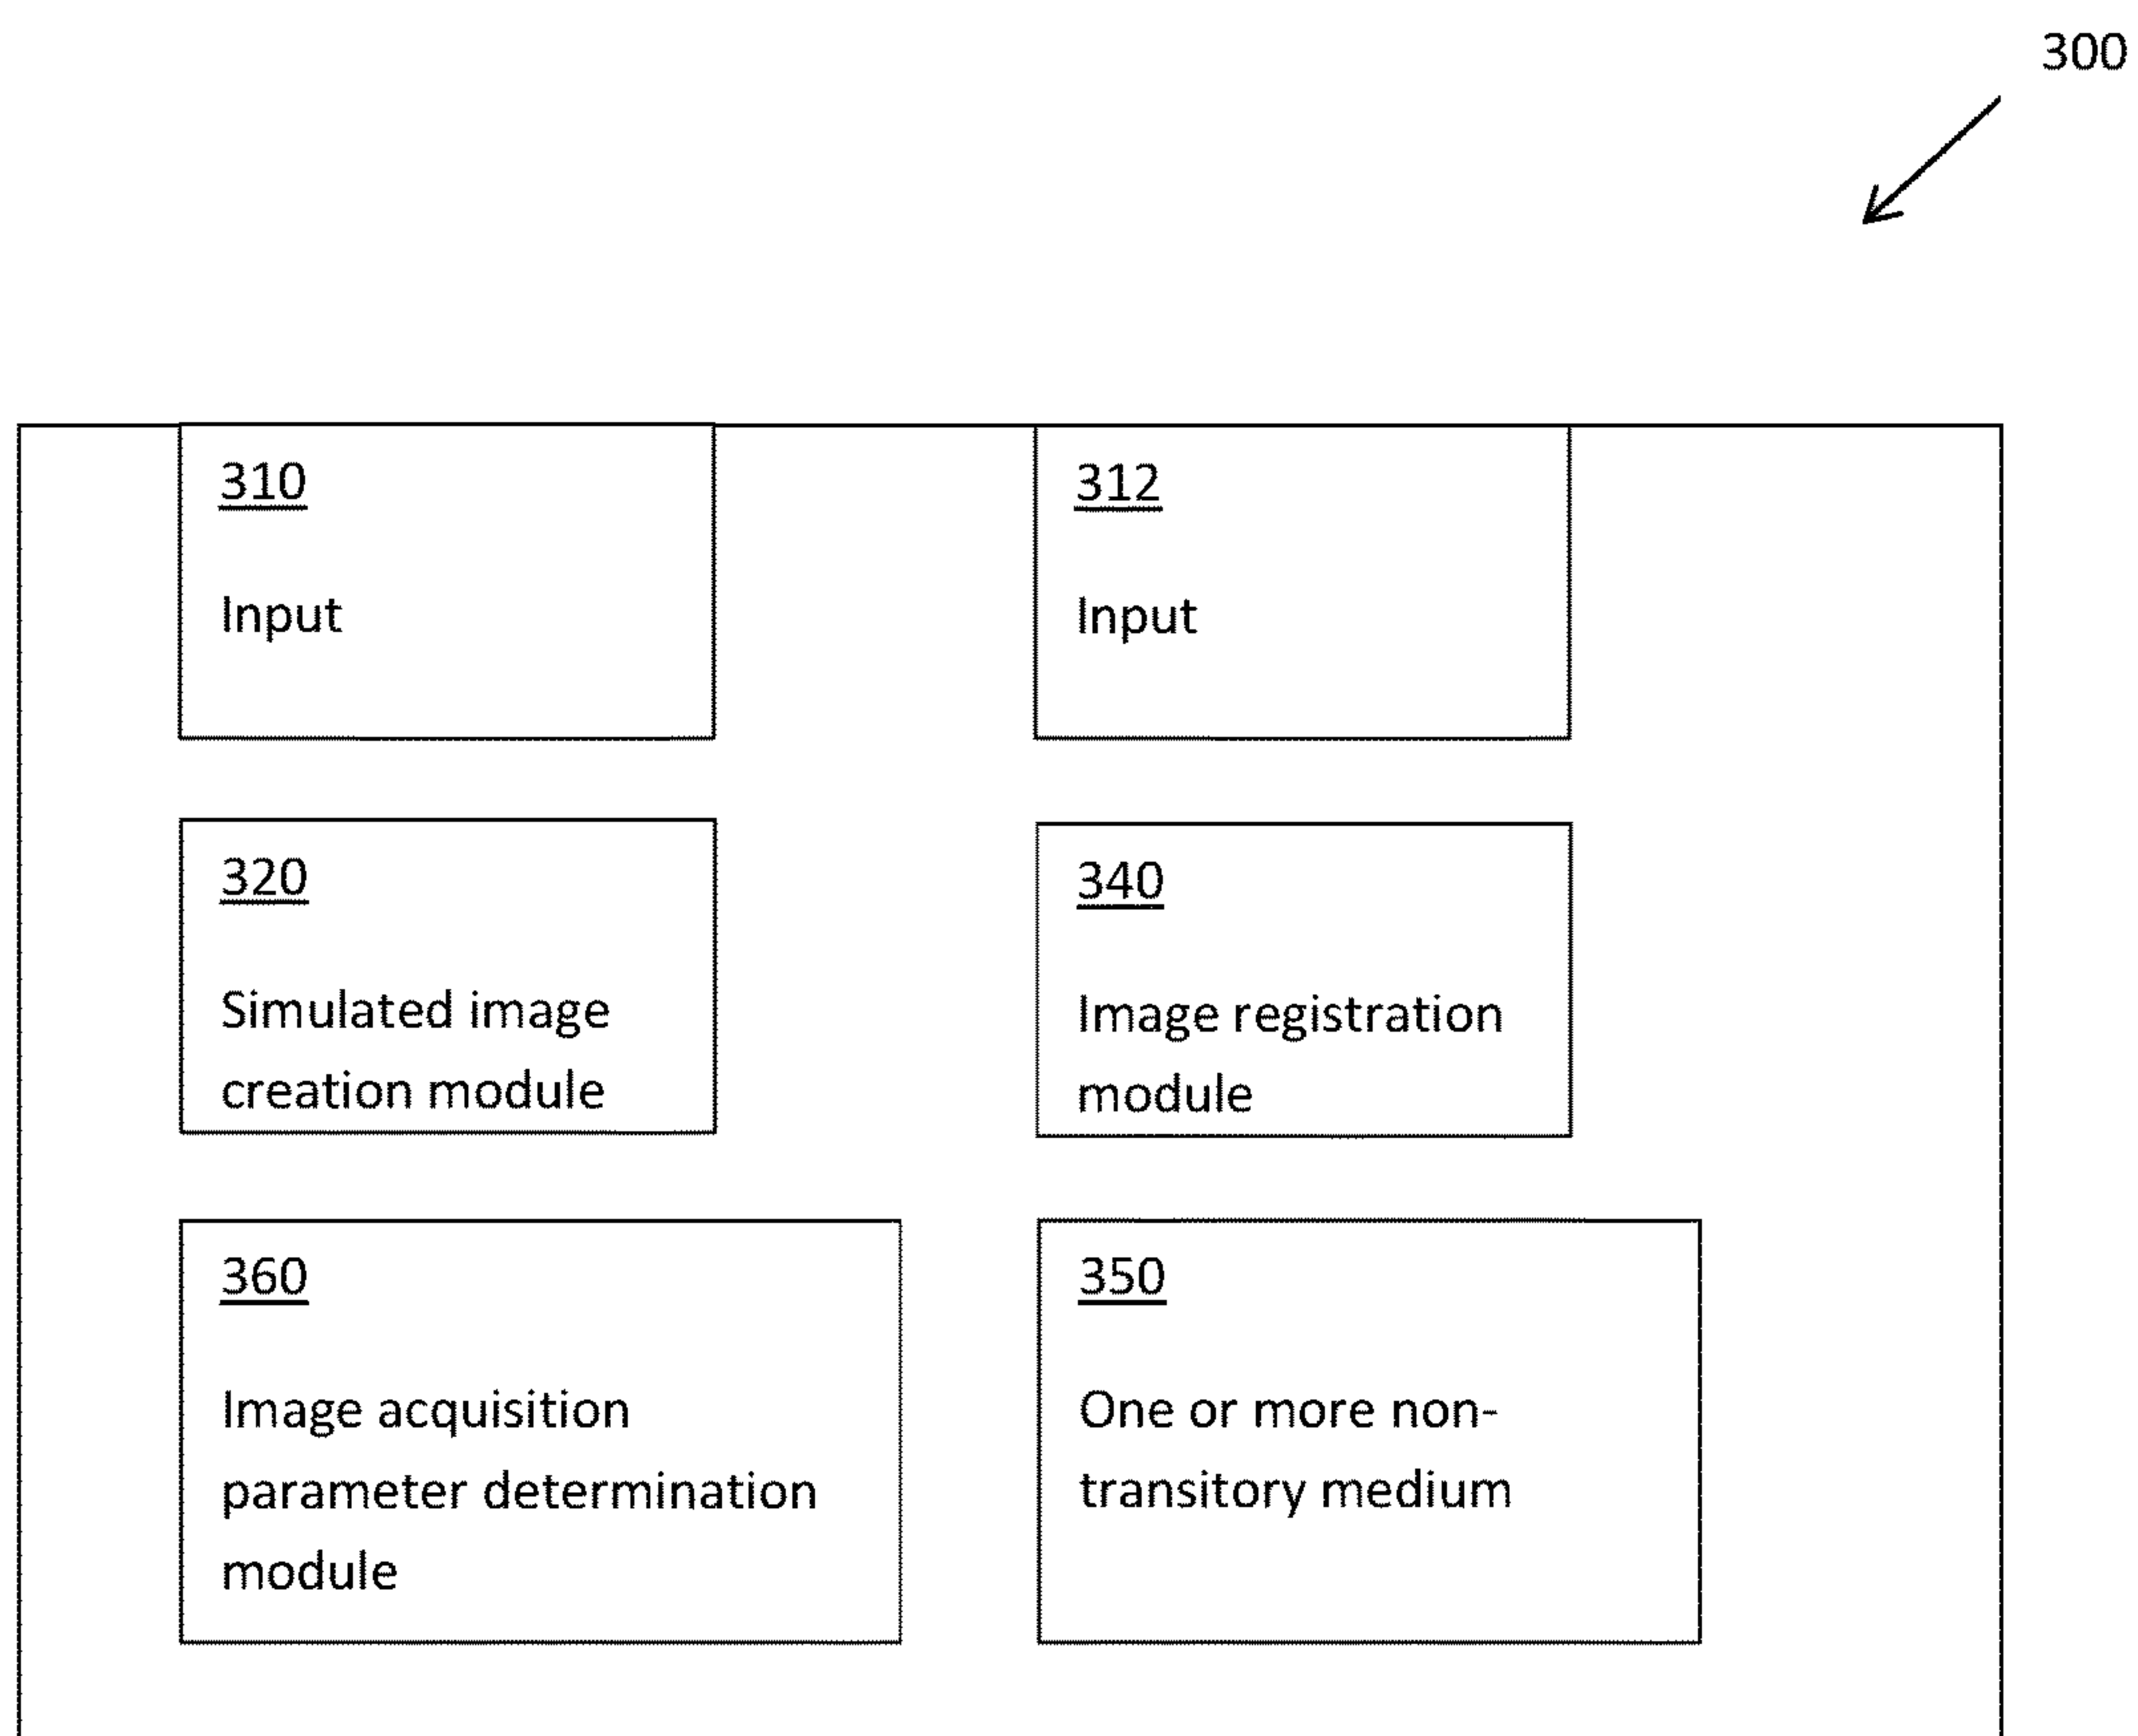 300
310
Input
312
Input
320
Simulated image
creation module
340
Image registration
module
360
Image acquisition
parameter determination
module
350
One or more non-
transitory medium